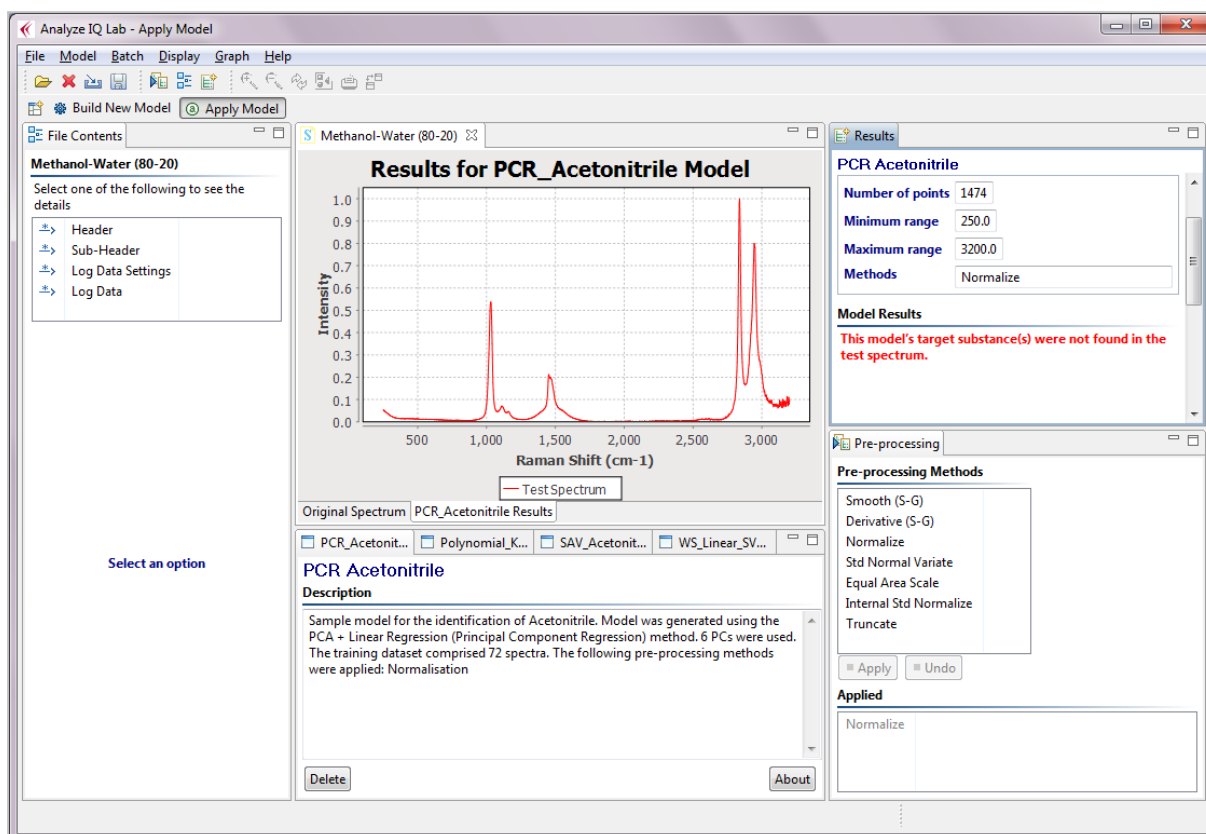 Analyze IQ Lab - Apply Model
File Model Batch Display Graph Help
Build New Model
Apply Model
File Contents
Methanol-Water (80-20)
Select one of the following to see the
details
Header
Sub-Header
Log Data Settings
Log Data
Select an option
Methanol-Water (80-20)
Results for PCR_Acetonitrile Model
Intensity
1.0
0.9
0.8
0.7
0.6
0.5
0.4
0.3
0.2
0.1
0.0
500 1,000 1,500 2,000 2,500 3,000
Raman Shift (cm-1)
Test Spectrum
Original Spectrum PCR_Acetonitrile Results
PCR_Acetonit... Polynomial_K... SAV_Acetonit... WS_Linear_SV...
PCR Acetonitrile
Description
Sample model for the identification of Acetonitrile. Model was generated using the
PCA + Linear Regression (Principal Component Regression) method. 6 PCs were used.
The training dataset comprised 72 spectra. The following pre-processing methods
were applied: Normalisation
Delete About
Results
PCR Acetonitrile
Number of points 1474
Minimum range 250.0
Maximum range 3200.0
Methods Normalize
Model Results
This model's target substance(s) were not found in the
test spectrum.
Pre-processing
Pre-processing Methods
Smooth (S-G)
Derivative (S-G)
Normalize
Std Normal Variate
Equal Area Scale
Internal Std Normalize
Truncate
Apply Undo
Applied
Normalize